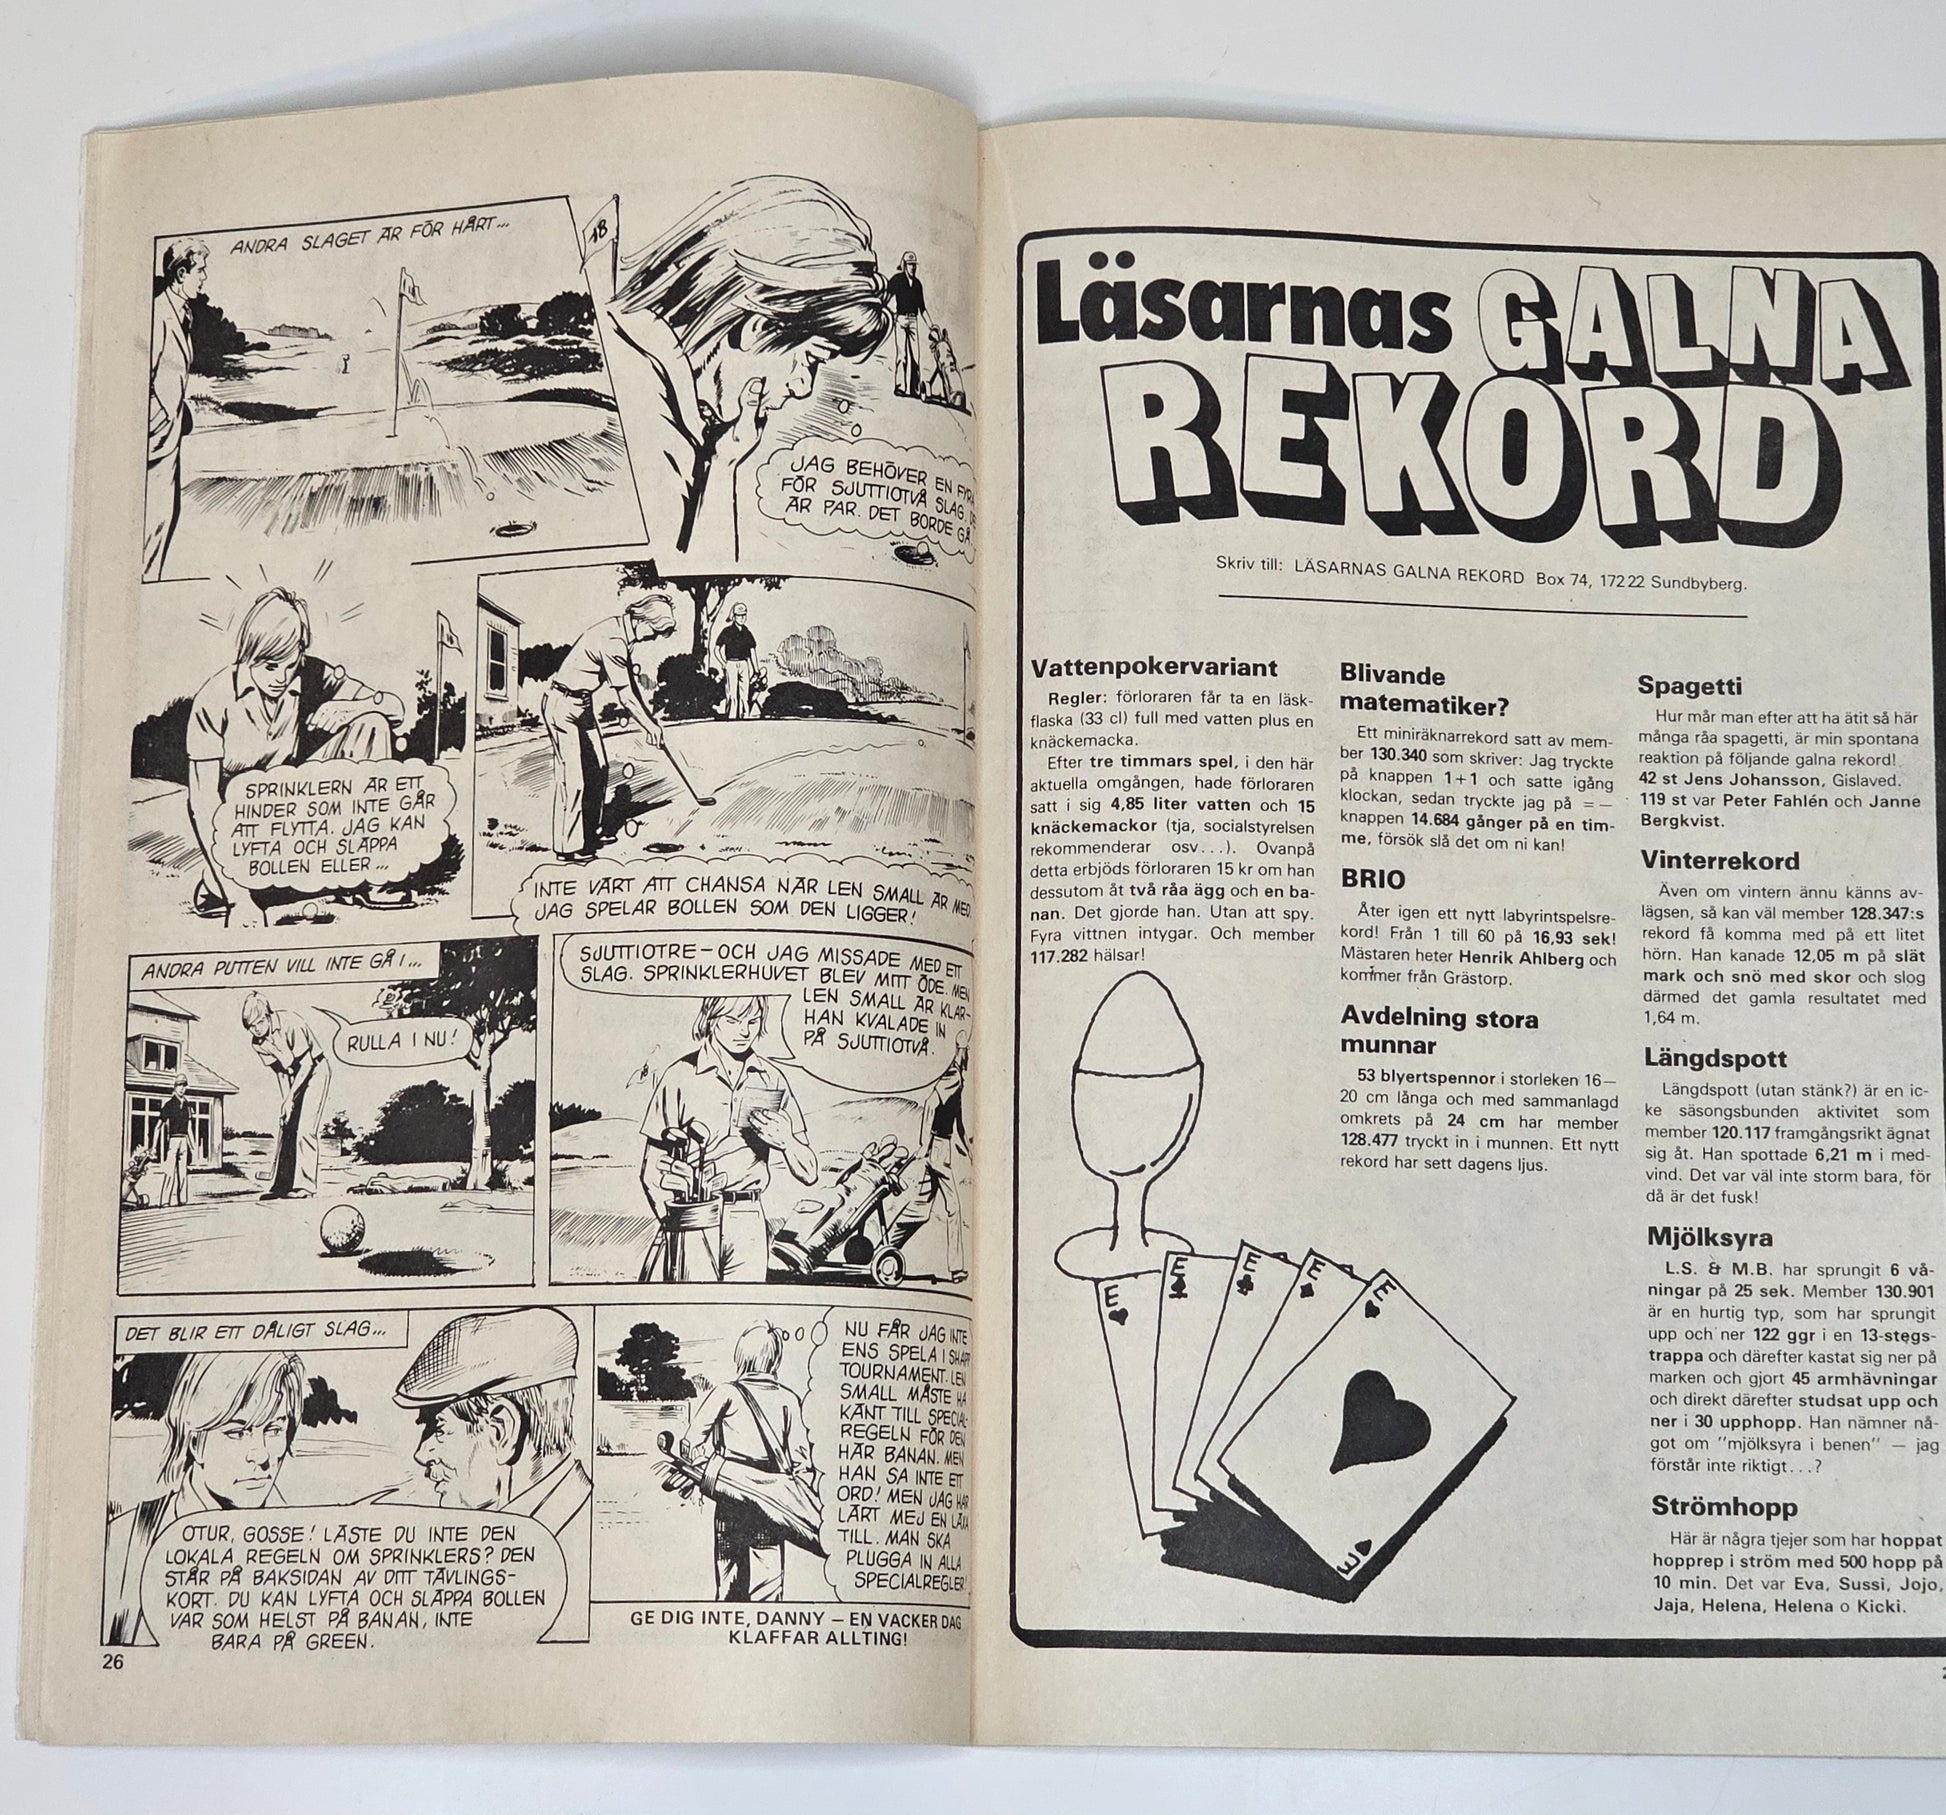 ANDRA SLAGET ÄR FÖR HÅRT...
18
JAG BEHÖVER EN FYRA
FÖR SJUTTIOTVÅ SLAG. DET
ÄR PAR. DET BORDE GÅ.
SPRINKLERN ÄR ETT
HINDER SOM INTE GÅR
ATT FLYTTA. JAG KAN
LYFTA OCH SLÄPPA
BOLLEN ELLER...
INTE VÄRT ATT CHANSA NÄR LEN SMALL ÄR MED.
JAG SPELAR BOLLEN SOM DEN LIGGER!
ANDRA PUTTEN VILL INTE GÅ I...
RULLA I NU!
SJUTTIOTRE – OCH JAG MISSADE MED ETT
SLAG. SPRINKLERHUVET BLEV MITT ÖDE. MEN
LEN SMALL ÄR KLAR–
HAN KVALADE IN
PÅ SJUTTIOTVÅ.
DET BLIR ETT DÅLIGT SLAG...
OTUR, GOSSE! LÄSTE DU INTE DEN
LOKALA REGELN OM SPRINKLERS? DEN
STÅR PÅ BAKSIDAN AV DITT TÄVLINGS-
KORT. DU KAN LYFTA OCH SLÄPPA BOLLEN
VAR SOM HELST PÅ BANAN, INTE
BARA PÅ GREEN.
NU FÅR JAG INTE
ENS SPELA I SHAPP
TOURNAMENT. LEN
SMALL MÅSTE HA
KÄNT TILL SPECIAL-
REGELN FÖR DEN
HÄR BANAN. MEN
HAN SA INTE ETT
ORD! MEN JAG HAR
LÄRT MEJ EN LÄXA
TILL. MAN SKA
PLUGGA IN ALLA
SPECIALREGLER!
GE DIG INTE, DANNY – EN VACKER DAG
KLAFFAR ALLTING!
26
Läsarnas GALNA
REKORD
Skriv till: LÄSARNAS GALNA REKORD Box 74, 172 22 Sundbyberg.
Vattenpokervariant
Regler: förloraren får ta en läsk-
flaska (33 cl) full med vatten plus en
knäckemacka.
Efter tre timmars spel, i den här
aktuella omgången, hade förloraren
satt i sig 4,85 liter vatten och 15
knäckemackor (tja, socialstyrelsen
rekommenderar osv...). Ovanpå
detta erbjöds förloraren 15 kr om han
dessutom åt två råa ägg och en ba-
nan. Det gjorde han. Utan att spy.
Fyra vittnen intygar. Och member
117.282 hälsar!
E
E
E
E
E
E
Blivande
matematiker?
Ett miniräknarrekord satt av mem-
ber 130.340 som skriver: Jag tryckte
på knappen 1+1 och satte igång
klockan, sedan tryckte jag på = –
knappen 14.684 gånger på en tim-
me, försök slå det om ni kan!
BRIO
Åter igen ett nytt labyrintspelsre-
kord! Från 1 till 60 på 16,93 sek!
Mästaren heter Henrik Ahlberg och
kommer från Grästorp.
Avdelning stora
munnar
53 blyertspennor i storleken 16–
20 cm långa och med sammanlagd
omkrets på 24 cm har member
128.477 tryckt in i munnen. Ett nytt
rekord har sett dagens ljus.
Spagetti
Hur mår man efter att ha ätit så här
många råa spagetti, är min spontana
reaktion på följande galna rekord!
42 st Jens Johansson, Gislaved.
119 st var Peter Fahlén och Janne
Bergkvist.
Vinterrekord
Även om vintern ännu känns av-
lägsen, så kan väl member 128.347:s
rekord få komma med på ett litet
hörn. Han kanade 12,05 m på slät
mark och snö med skor och slog
därmed det gamla resultatet med
1,64 m.
Längdspott
Längdspott (utan stänk?) är en ic-
ke säsongsbunden aktivitet som
member 120.117 framgångsrikt ägnat
sig åt. Han spottade 6,21 m i med-
vind. Det var väl inte storm bara, för
då är det fusk!
Mjölksyra
L.S. & M.B. har sprungit 6 vå-
ningar på 25 sek. Member 130.901
är en hurtig typ, som har sprungit
upp och ner 122 ggr i en 13-stegs-
trappa och därefter kastat sig ner på
marken och gjort 45 armhävningar
och direkt därefter studsat upp och
ner i 30 upphopp. Han nämner nå-
got om "mjölksyra i benen" – jag
förstår inte riktigt...?
Strömhopp
Här är några tjejer som har hoppat
hopprep i ström med 500 hopp på
10 min. Det var Eva, Sussi, Jojo,
Jaja, Helena, Helena o Kicki.